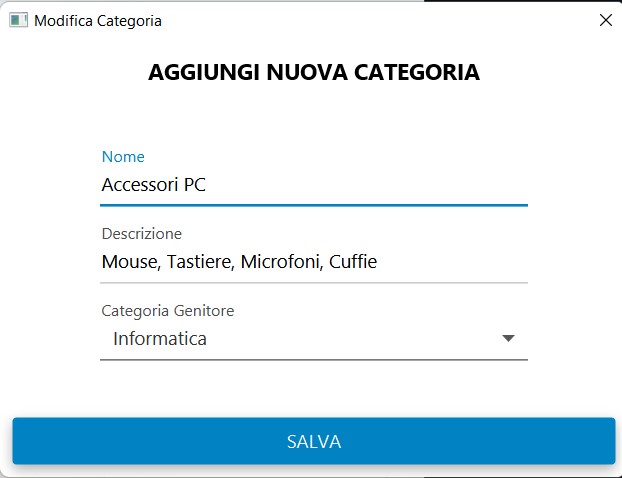 Modifica Categoria
AGGIUNGI NUOVA CATEGORIA
Nome
Accessori PC
Descrizione
Mouse, Tastiere, Microfoni, Cuffie
Categoria Genitore
Informatica
SALVA